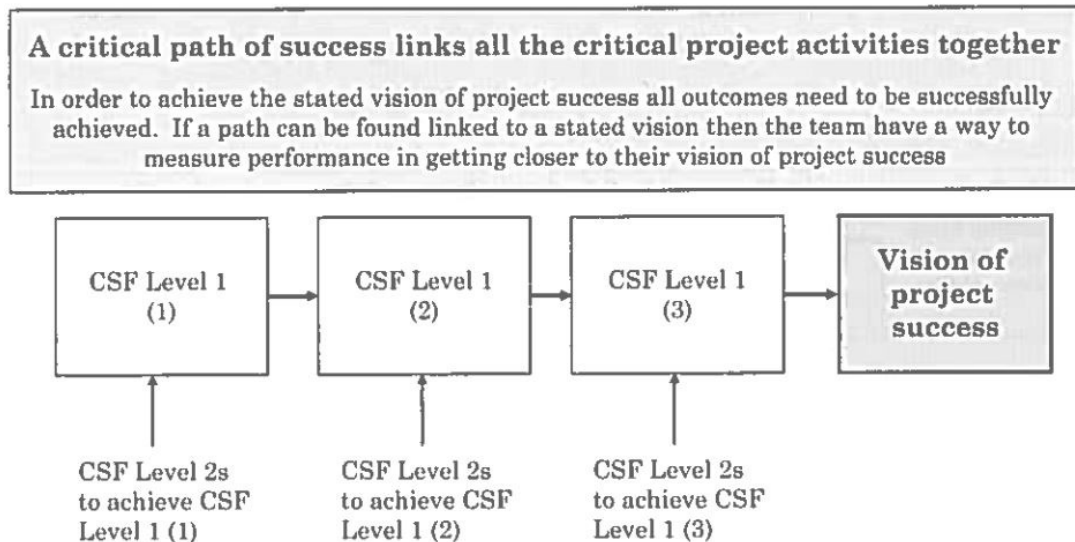 A critical path of success links all the critical project activities together
In order to achieve the stated vision of project success all outcomes need to be successfully
achieved. If a path can be found linked to a stated vision then the team have a way to
measure performance in getting closer to their vision of project success
CSF Level 1
(1)
CSF Level 1
(2)
CSF Level 1
(3)
Vision of
project
success
CSF Level 2s
to achieve CSF
Level 1 (1)
CSF Level 2s
to achieve CSF
Level 1 (2)
CSF Level 2s
to achieve CSF
Level 1 (3)